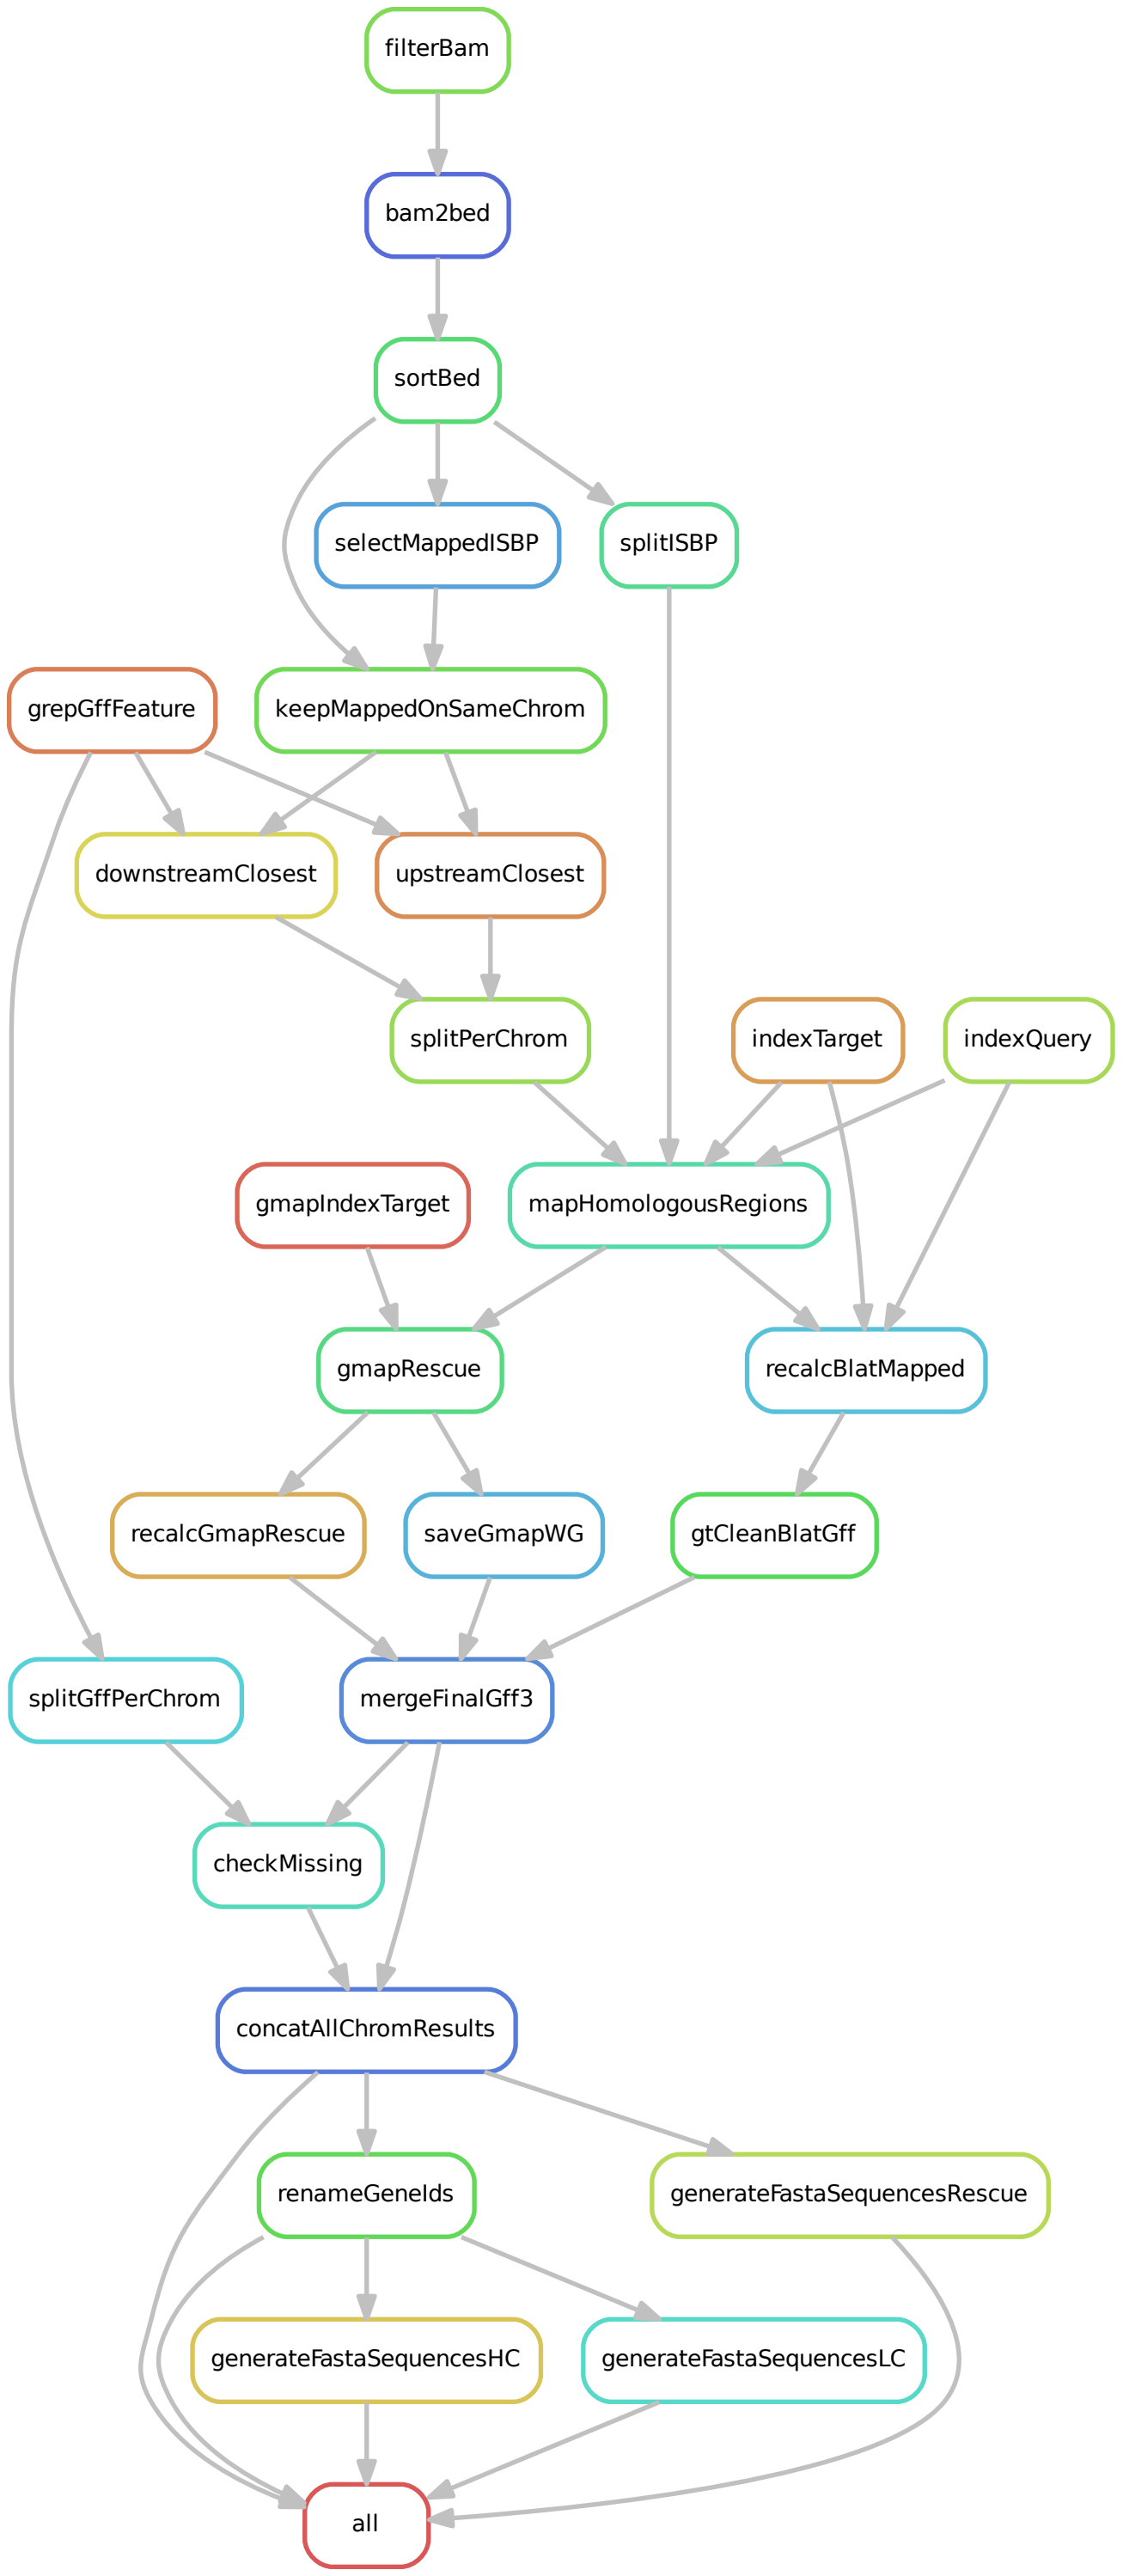 filterBam
bam2bed
sortBed
selectMappedISBP
splitISBP
grepGffFeature
keepMappedOnSameChrom
downstreamClosest
upstreamClosest
splitPerChrom
indexTarget
indexQuery
gmapIndexTarget
mapHomologousRegions
gmapRescue
recalcBlatMapped
recalcGmapRescue
saveGmapWG
gtCleanBlatGff
splitGffPerChrom
mergeFinalGff3
checkMissing
concatAllChromResults
renameGeneIds
generateFastaSequencesRescue
generateFastaSequencesHC
generateFastaSequencesLC
all